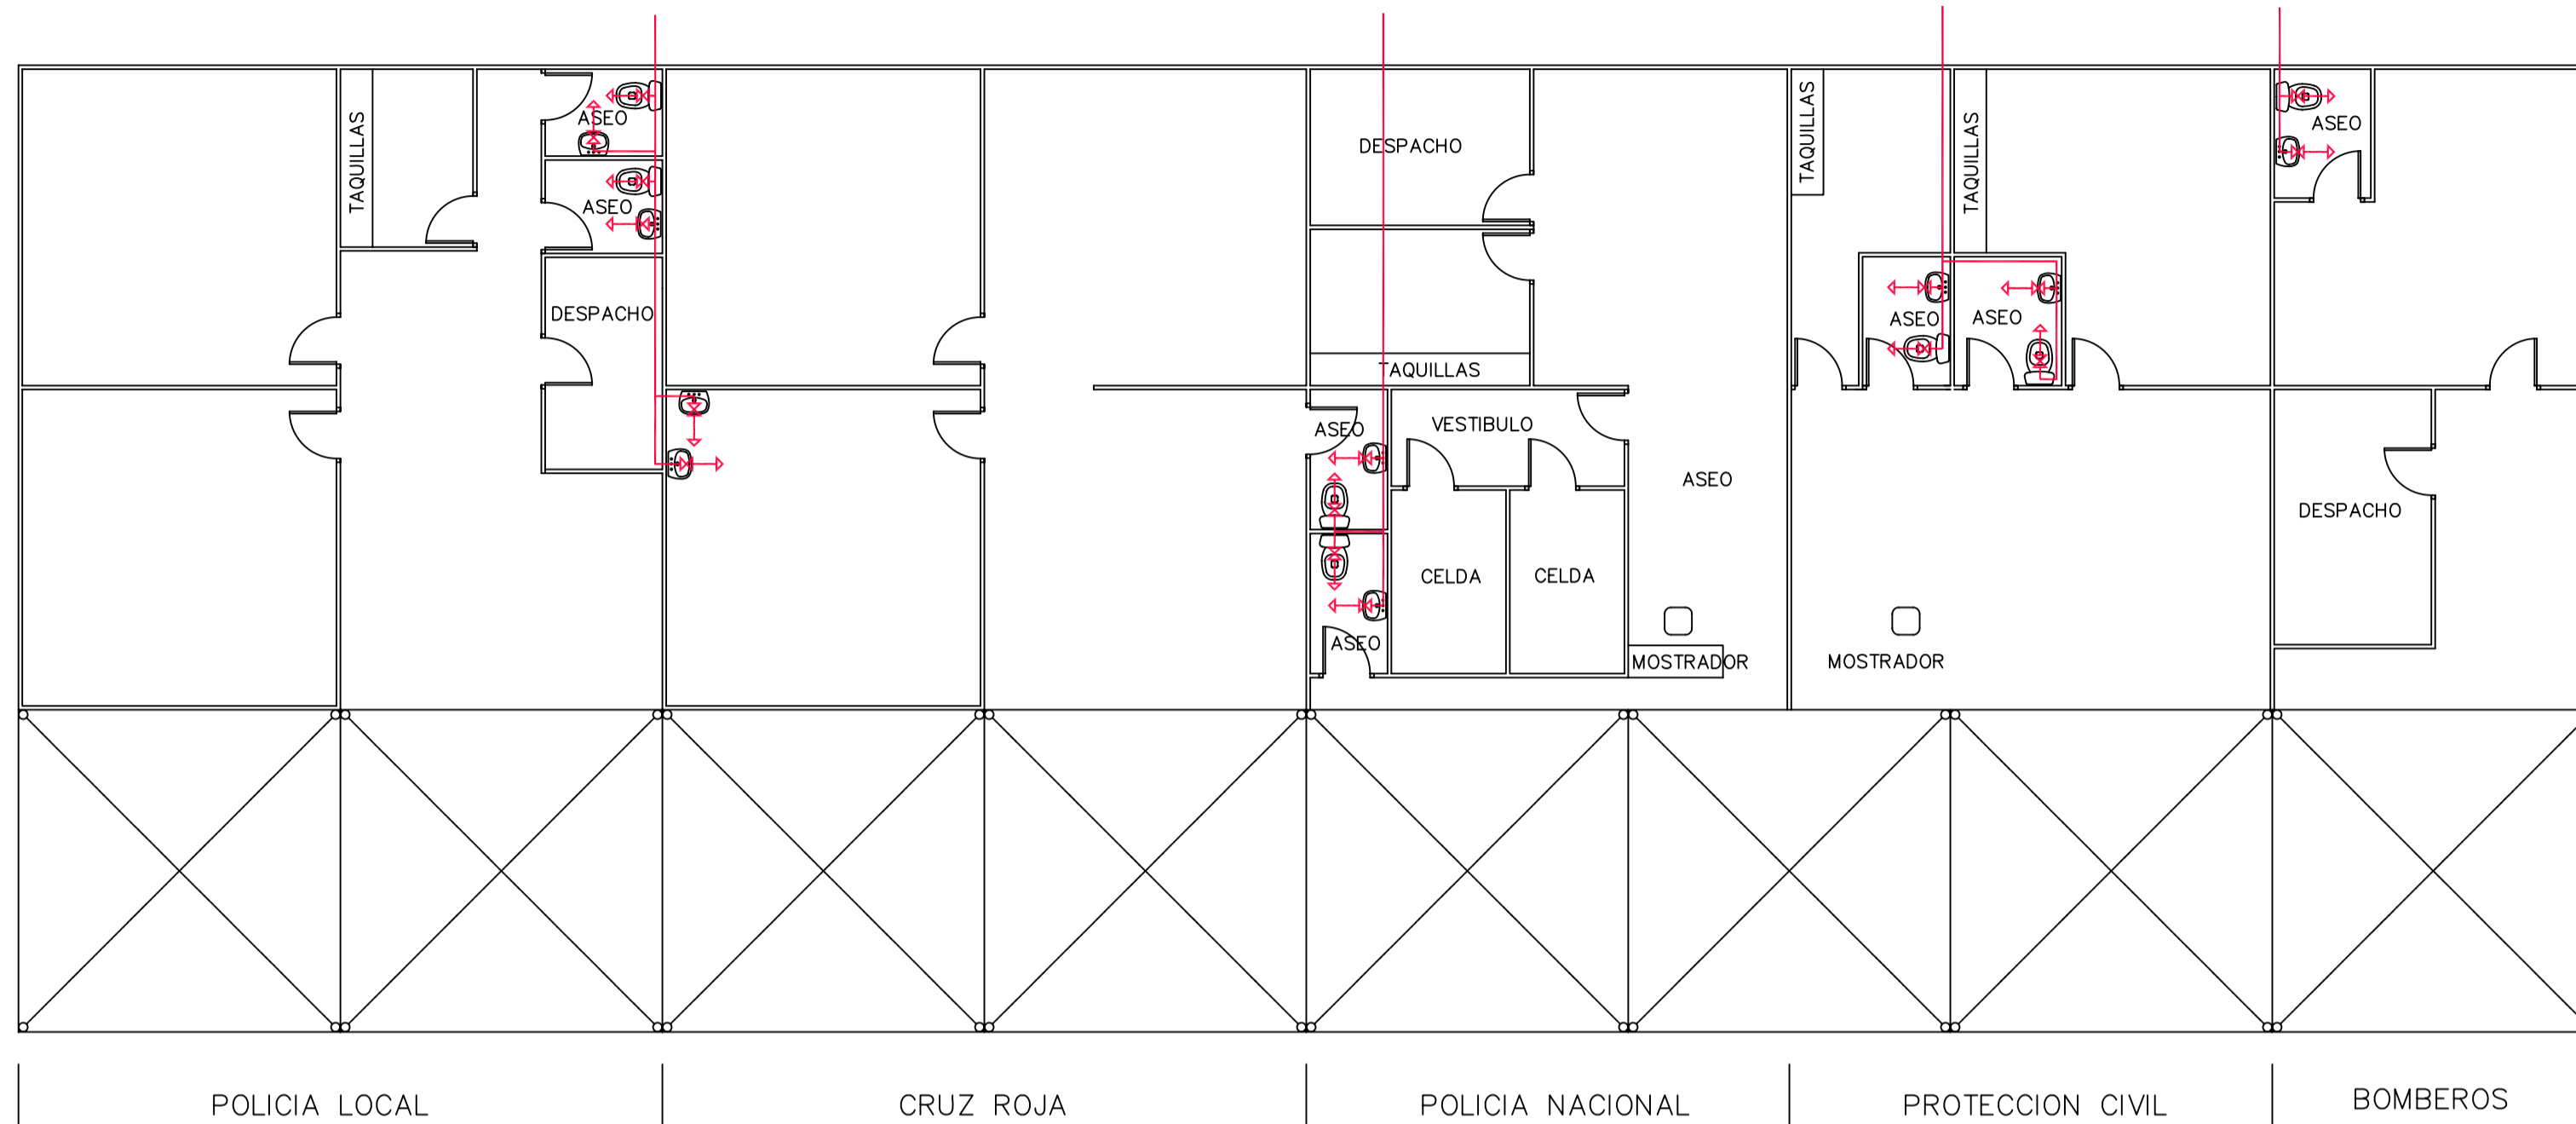 TAQUILLAS
ASEO
ASEO
DESPACHO
DESPACHO
TAQUILLAS
ASEO
VESTIBULO
ASEO
CELDA
CELDA
ASEO
MOSTRADOR
TAQUILLAS
TAQUILLAS
ASEO
ASEO
MOSTRADOR
ASEO
DESPACHO
POLICIA LOCAL
CRUZ ROJA
POLICIA NACIONAL
PROTECCION CIVIL
BOMBEROS